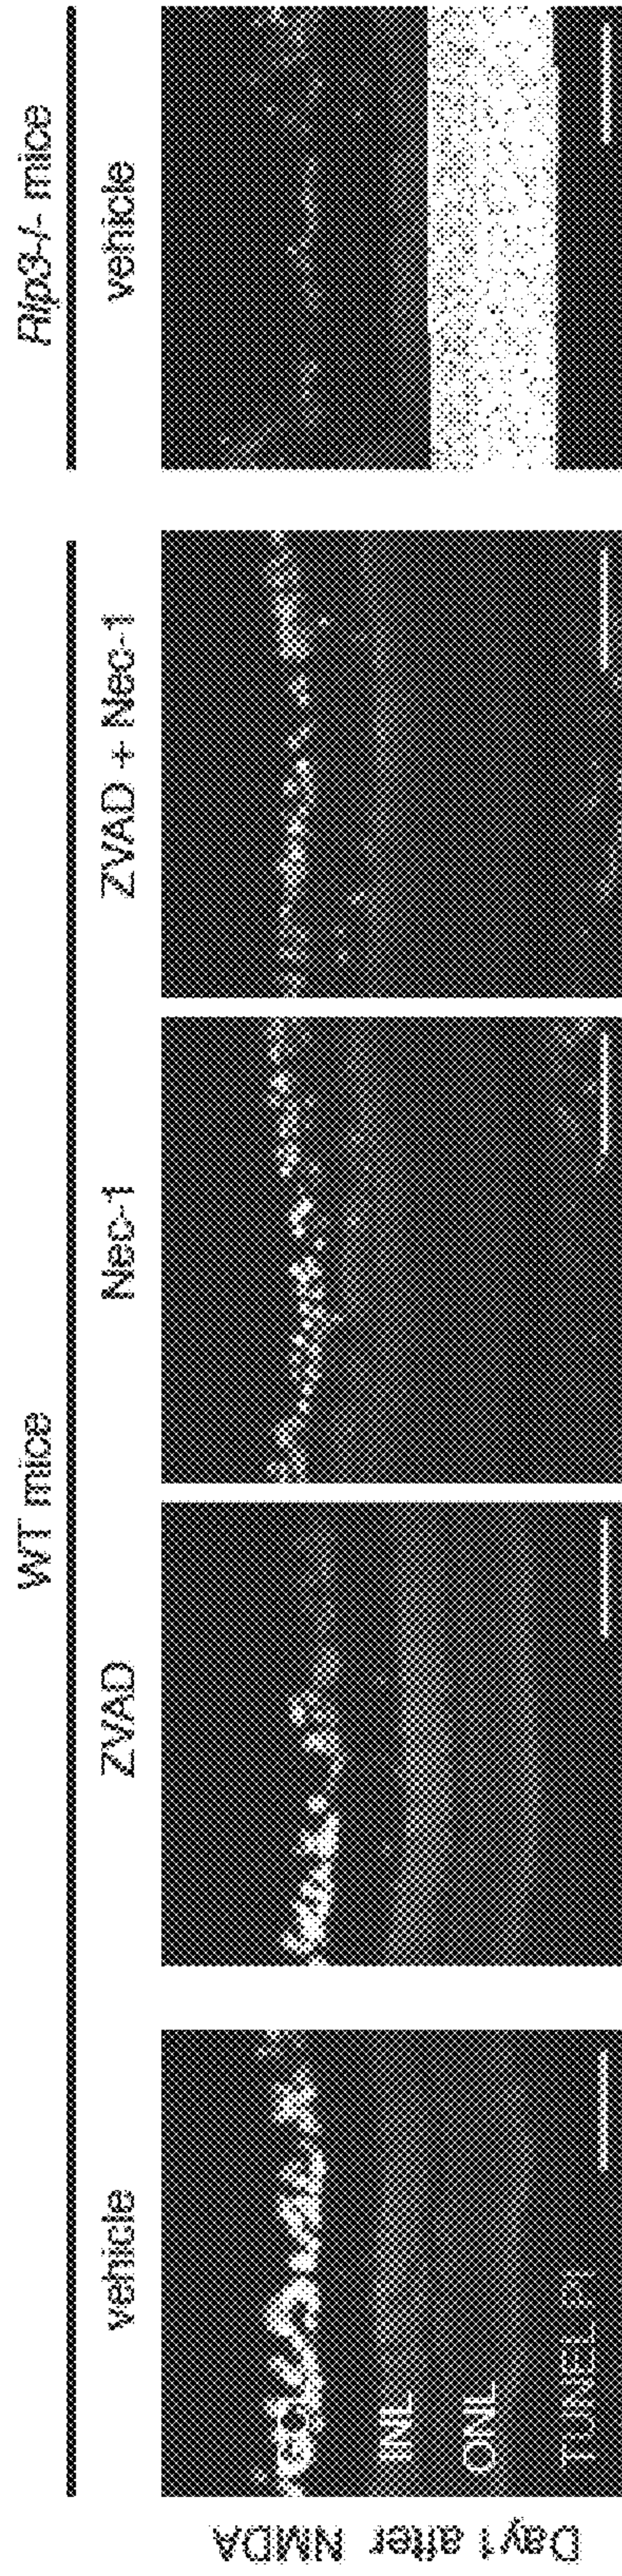 WT mice
Rip3-/- mice
vehicle
ZVAD
Nec-1
ZVAD + Nec-1
vehicle
Day1 after NMDA
INL
ONL
TUNEL PI